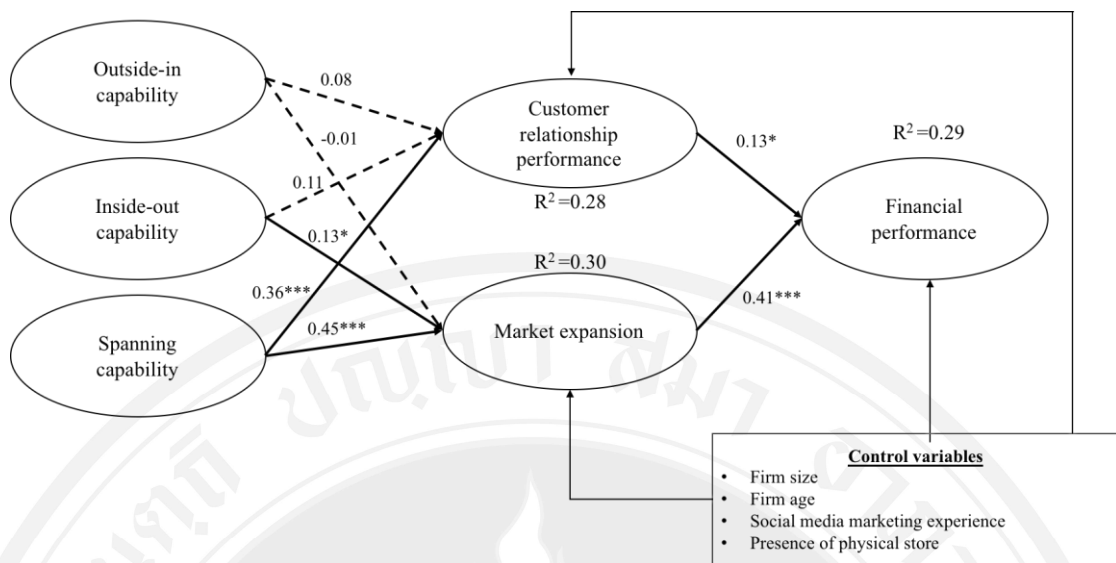 Outside-in
capability
Inside-out
capability
Spanning
capability
0.08
-0.01
0.11
0.13*
0.36***
0.45***
Customer
relationship
performance
R²=0.28
R²=0.30
Market expansion
0.13*
0.41***
R²=0.29
Financial
performance
Control variables
• Firm size
• Firm age
• Social media marketing experience
• Presence of physical store